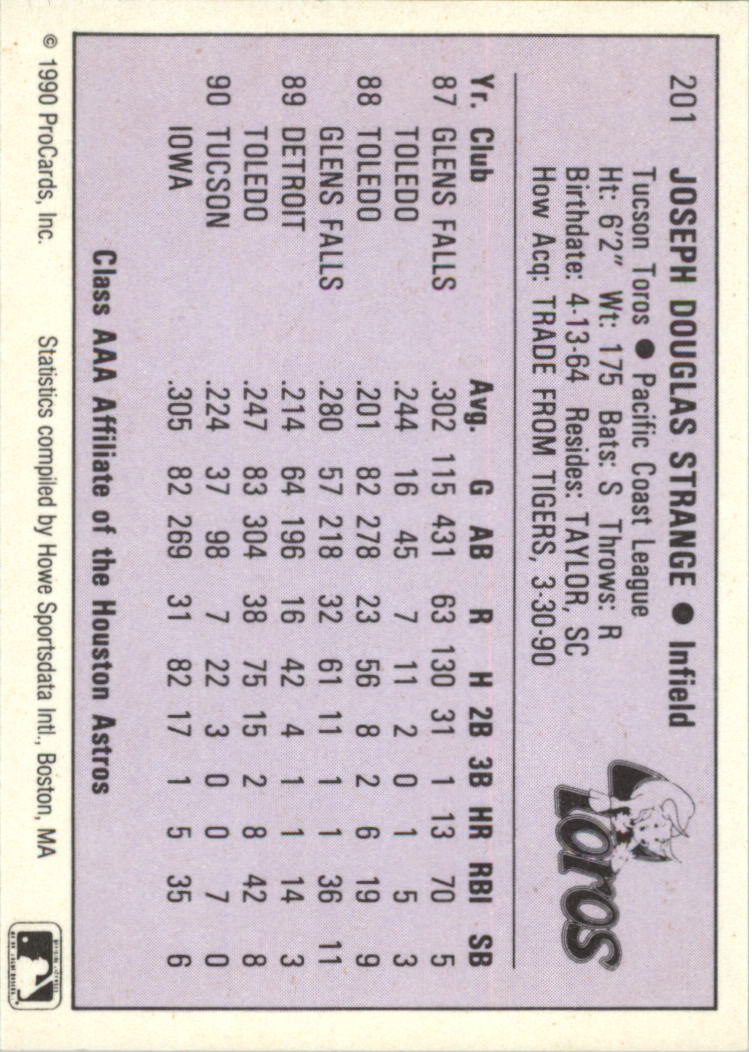 201 JOSEPH DOUGLAS STRANGE ● Infield
Tucson Toros ● Pacific Coast League
Ht: 6'2" Wt: 175 Bats: S Throws: R
Birthdate: 4-13-64 Resides: TAYLOR, SC
How Acq: TRADE FROM TIGERS, 3-30-90
Toros
Yr. Club Avg. G AB R H 2B 3B HR RBI SB
87 GLENS FALLS .302 115 431 63 130 31 1 13 70 5
TOLEDO .244 16 45 7 11 2 0 1 5 3
88 TOLEDO .201 82 278 23 56 8 2 6 19 9
GLENS FALLS .280 57 218 32 61 11 1 1 36 11
89 DETROIT .214 64 196 16 42 4 1 1 14 3
TOLEDO .247 83 304 38 75 15 2 8 42 8
90 TUCSON .224 37 98 7 22 3 0 0 7 0
IOWA .305 82 269 31 82 17 1 5 35 6
Class AAA Affiliate of the Houston Astros
© 1990 ProCards, Inc. Statistics compiled by Howe Sportsdata Intl., Boston, MA